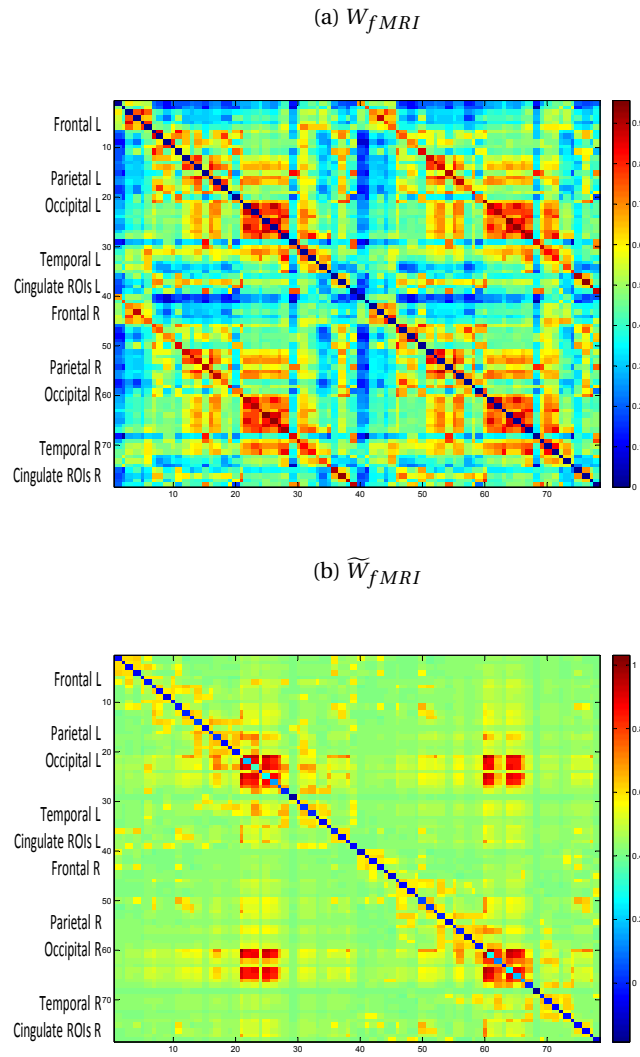 (a) W_fMRI
Frontal L
Parietal L
Occipital L
Temporal L
Cingulate ROIs L
Frontal R
Parietal R
Occipital R
Temporal R
Cingulate ROIs R
10
20
30
40
50
60
70
10 20 30 40 50 60 70
0
(b) W̃_fMRI
Frontal L
Parietal L
Occipital L
Temporal L
Cingulate ROIs L
Frontal R
Parietal R
Occipital R
Temporal R
Cingulate ROIs R
10
20
30
40
50
60
70
10 20 30 40 50 60 70
1
0